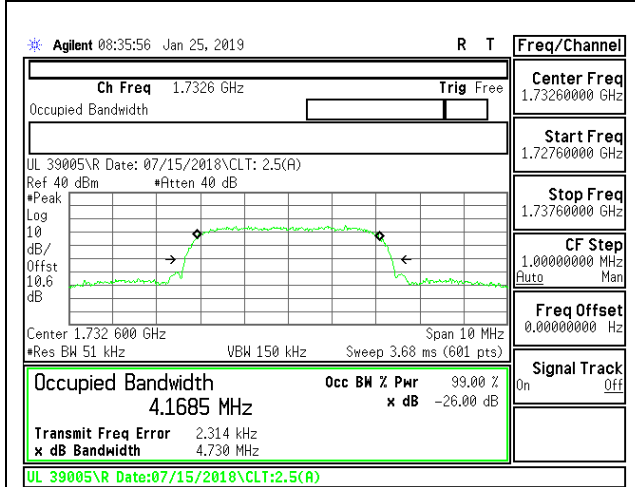 Agilent 08:35:56 Jan 25, 2019 R T
Freq/Channel
Ch Freq 1.7326 GHz Trig Free
Occupied Bandwidth
Center Freq
1.73260000 GHz
Start Freq
1.72760000 GHz
Stop Freq
1.73760000 GHz
CF Step
1.00000000 MHz
Auto Man
Freq Offset
0.00000000 Hz
Signal Track
On Off
UL 39005\R Date: 07/15/2018\CLT: 2.5(A)
Ref 40 dBm #Atten 40 dB
#Peak
Log
10
dB/
Offst
10.6
dB
Center 1.732 600 GHz Span 10 MHz
#Res BW 51 kHz VBW 150 kHz Sweep 3.68 ms (601 pts)
Occupied Bandwidth Occ BW % Pwr 99.00 %
4.1685 MHz x dB -26.00 dB
Transmit Freq Error 2.314 kHz
x dB Bandwidth 4.730 MHz
UL 39005\R Date:07/15/2018\CLT:2.5(A)